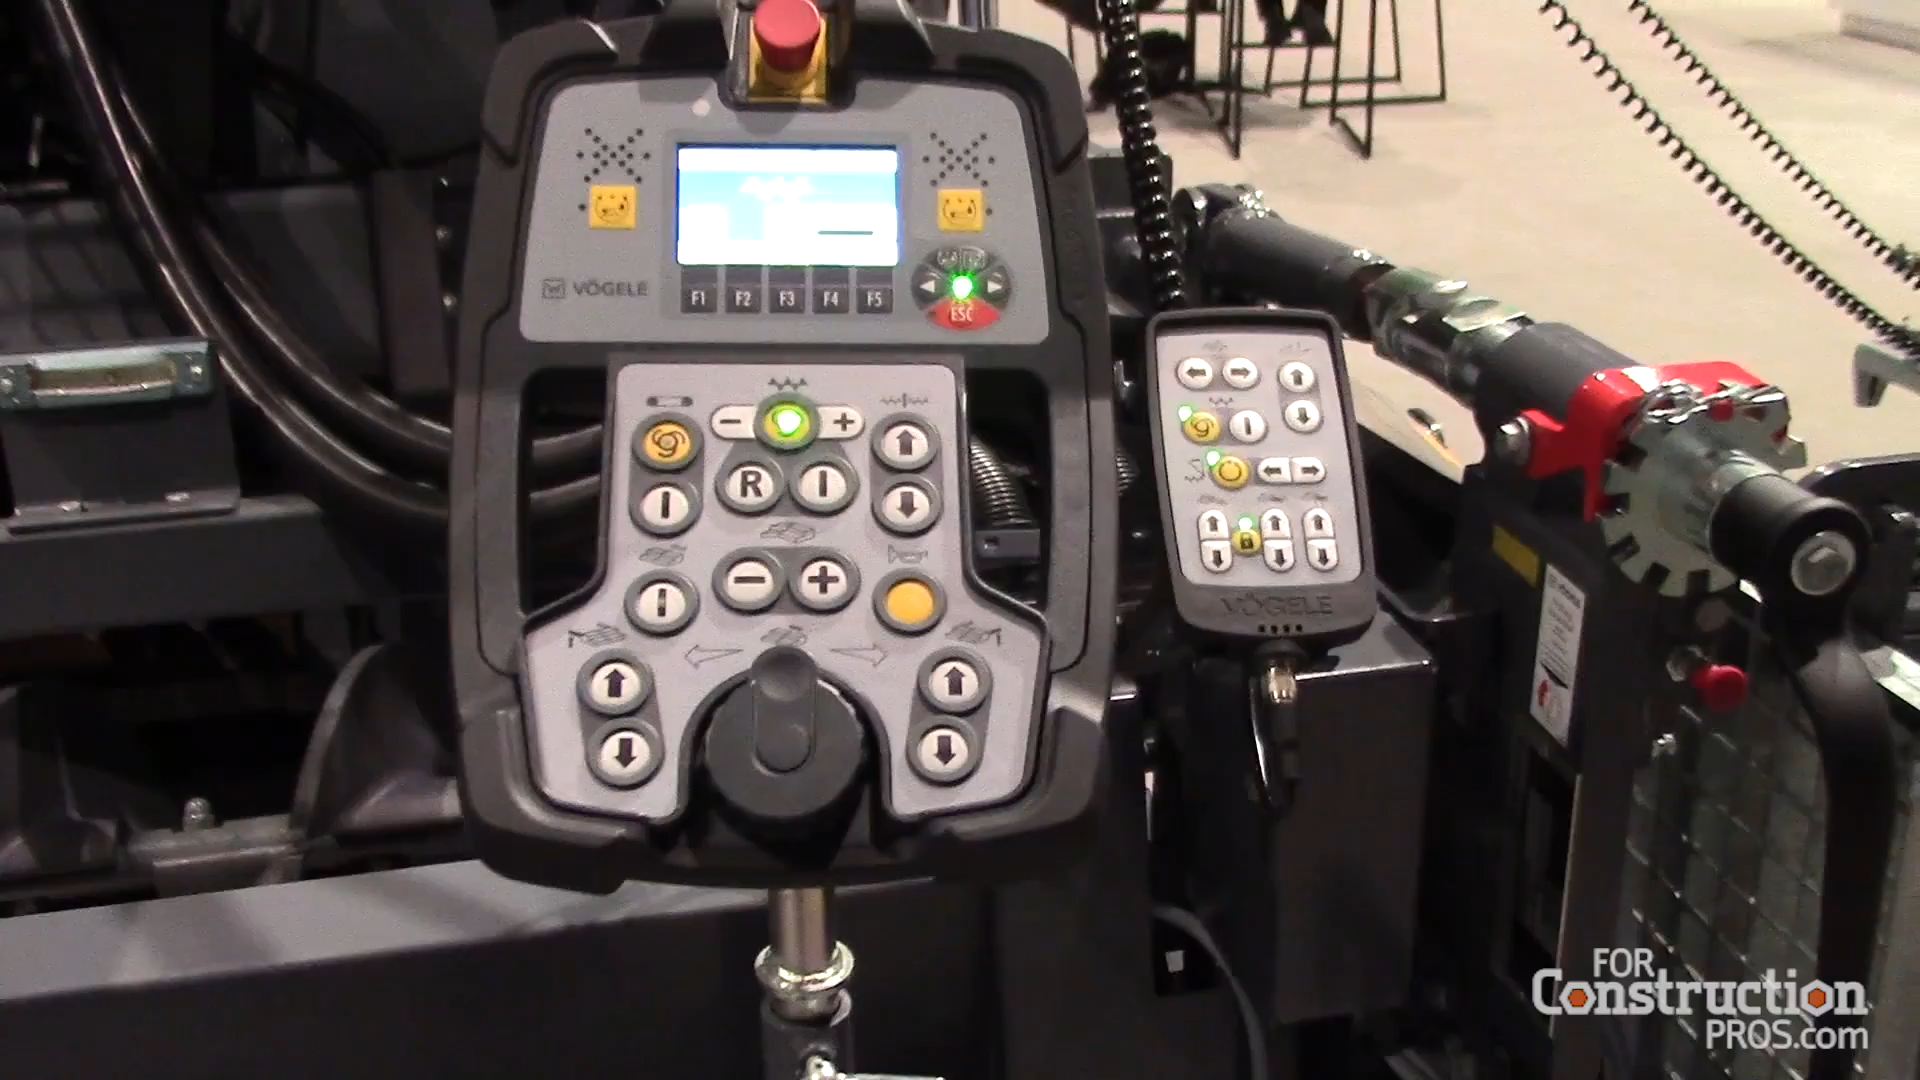 VÖGELE
F1 F2 F3 F4 F5
ESC
R
VÖGELE
FOR
Construction
PROS.com